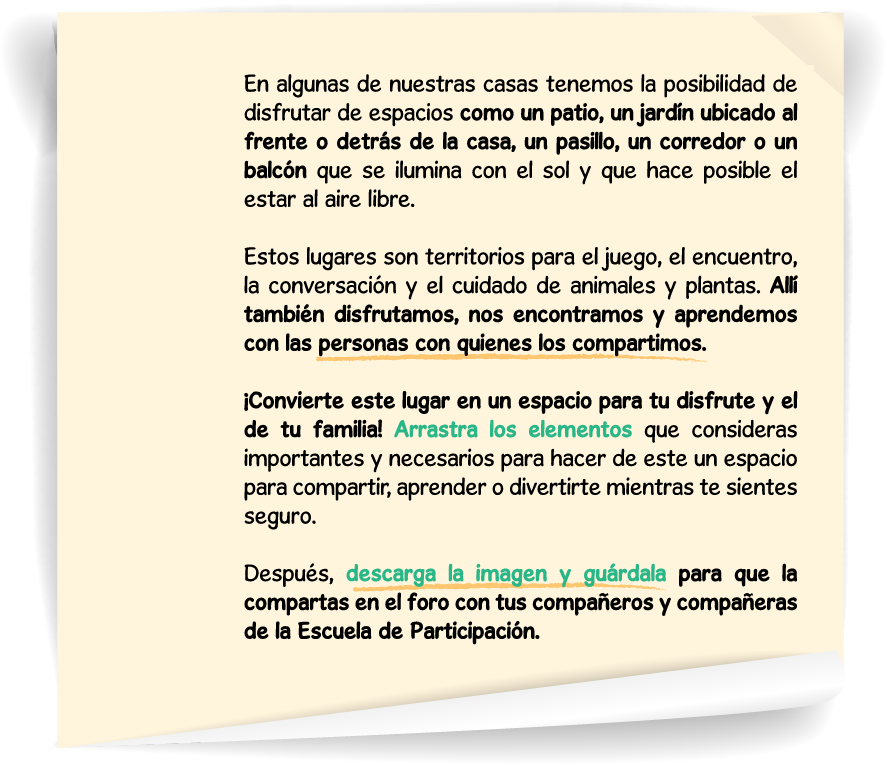 En algunas de nuestras casas tenemos la posibilidad de
disfrutar de espacios como un patio, un jardín ubicado al
frente o detrás de la casa, un pasillo, un corredor o un
balcón que se ilumina con el sol y que hace posible el
estar al aire libre.
Estos lugares son territorios para el juego, el encuentro,
la conversación y el cuidado de animales y plantas. Allí
también disfrutamos, nos encontramos y aprendemos
con las personas con quienes los compartimos.
¡Convierte este lugar en un espacio para tu disfrute y el
de tu familia! Arrastra los elementos que consideras
importantes y necesarios para hacer de este un espacio
para compartir, aprender o divertirte mientras te sientes
seguro.
Después, descarga la imagen y guárdala para que la
compartas en el foro con tus compañeros y compañeras
de la Escuela de Participación.